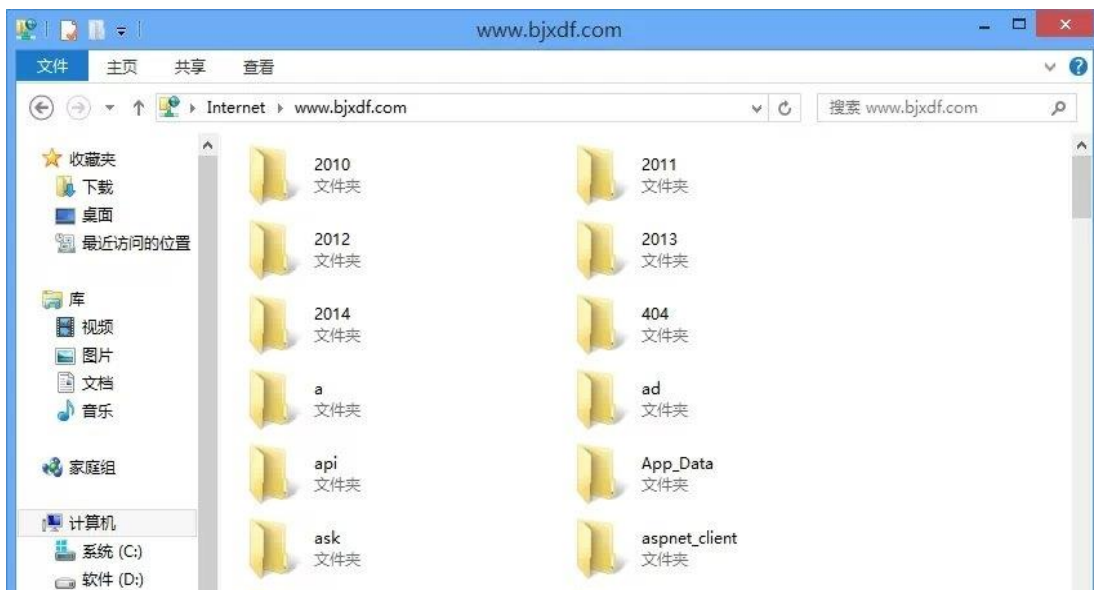 www.bjxdf.com
文件 主页 共享 查看
Internet www.bjxdf.com 搜索 www.bjxdf.com
收藏夹
下载
桌面
最近访问的位置
库
视频
图片
文档
音乐
家庭组
计算机
系统 (C:)
软件 (D:)
2010 2011
文件夹 文件夹
2012 2013
文件夹 文件夹
2014 404
文件夹 文件夹
a ad
文件夹 文件夹
api App_Data
文件夹 文件夹
ask aspnet_client
文件夹 文件夹